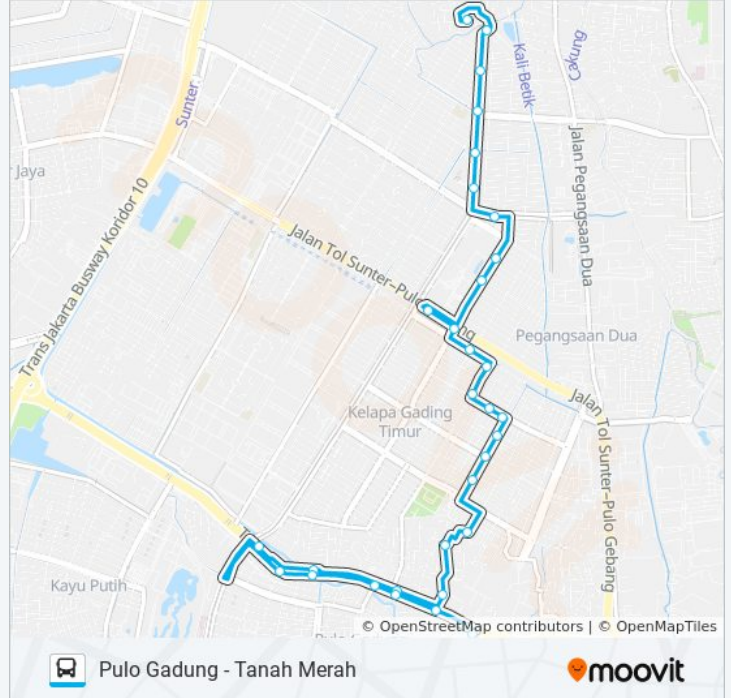 Kali Betik
Cakung
Sunter
Jalan Pegangsaan Dua
Jaya
Trans Jakarta Busway Koridor 10
Jalan Tol Sunter-Pulo
ng
Pegangsaan Dua
Kelapa Gading
Timur
Jalan Tol Sunter-Pulo Gebang
Kayu Putih
© OpenStreetMap contributors | © OpenMapTiles
Pulo Gadung - Tanah Merah
moovit